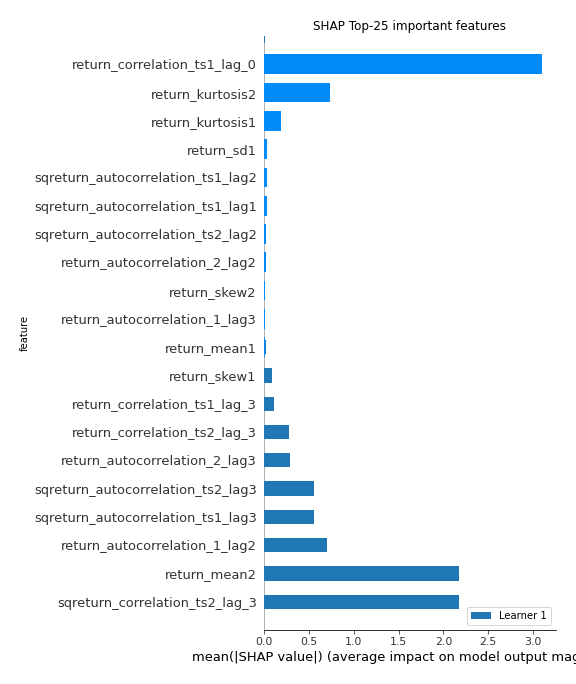 SHAP Top-25 important features
return_correlation_ts1_lag_0
return_kurtosis2
return_kurtosis1
return_sd1
sqreturn_autocorrelation_ts1_lag2
sqreturn_autocorrelation_ts1_lag1
sqreturn_autocorrelation_ts2_lag2
return_autocorrelation_2_lag2
return_skew2
return_autocorrelation_1_lag3
return_mean1
return_skew1
return_correlation_ts1_lag_3
return_correlation_ts2_lag_3
return_autocorrelation_2_lag3
sqreturn_autocorrelation_ts2_lag3
sqreturn_autocorrelation_ts1_lag3
return_autocorrelation_1_lag2
return_mean2
sqreturn_correlation_ts2_lag_3
feature
Learner 1
0.0 0.5 1.0 1.5 2.0 2.5 3.0
mean(|SHAP value|) (average impact on model output mag